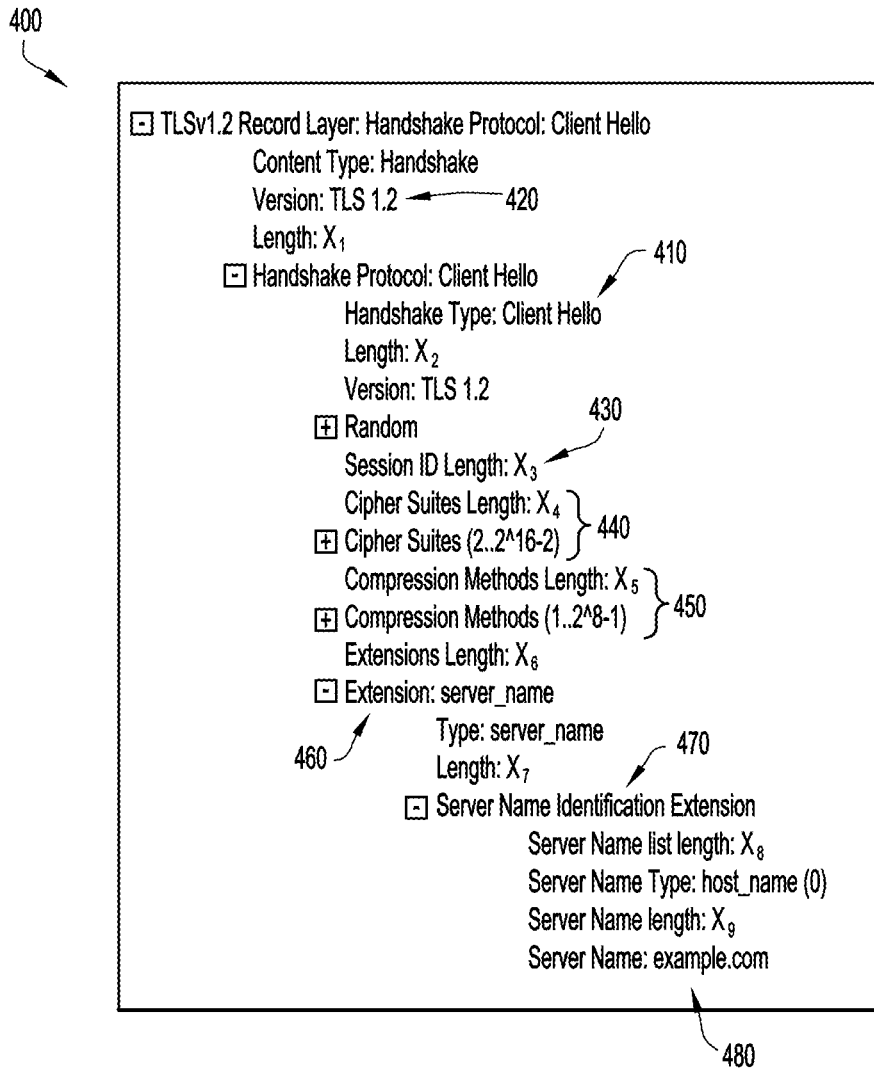 400
[-] TLSv1.2 Record Layer: Handshake Protocol: Client Hello
Content Type: Handshake
Version: TLS 1.2 420
Length: X₁
[-] Handshake Protocol: Client Hello
410
Handshake Type: Client Hello
Length: X₂
Version: TLS 1.2
[+] Random
430
Session ID Length: X₃
Cipher Suites Length: X₄
440
[+] Cipher Suites (2..2^16-2)
Compression Methods Length: X₅
450
[+] Compression Methods (1..2^8-1)
Extensions Length: X₆
[-] Extension: server_name
460
Type: server_name
Length: X₇
470
[-] Server Name Identification Extension
Server Name list length: X₈
Server Name Type: host_name (0)
Server Name length: X₉
Server Name: example.com
480